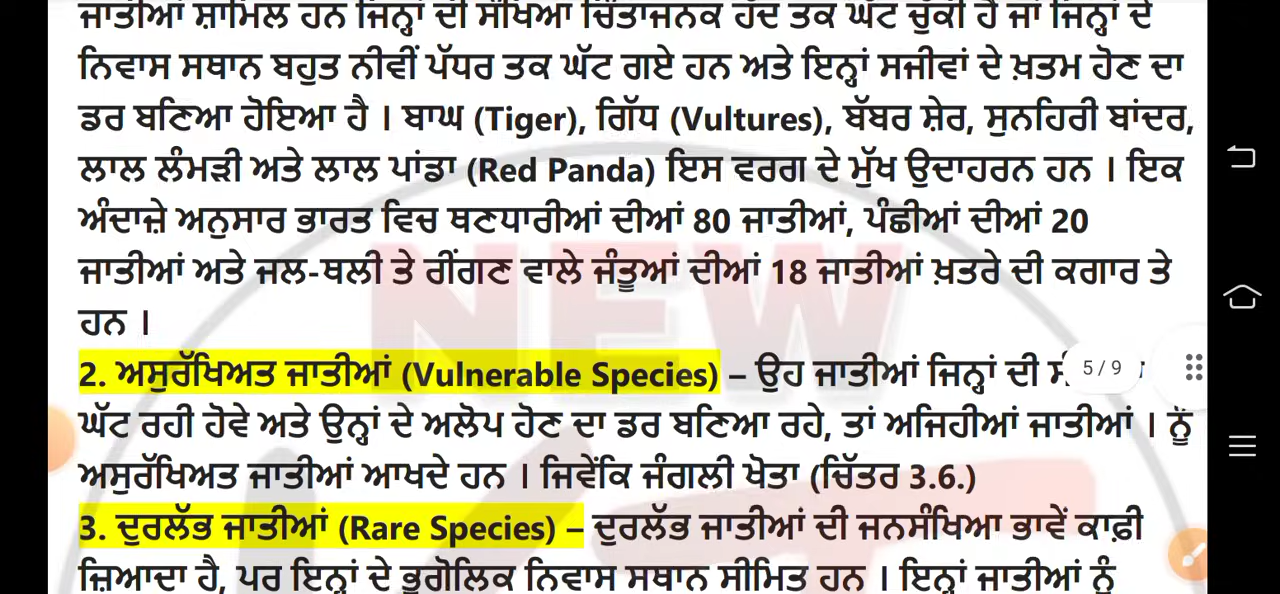 ਜਾਤੀਆਂ ਸ਼ਾਮਿਲ ਹਨ ਜਿਨ੍ਹਾਂ ਦੀ ਸੰਖਿਆ ਚਿੰਤਾਜਨਕ ਹੱਦ ਤਕ ਘੱਟ ਚੁੱਕੀ ਹੈ ਜਾਂ ਜਿਨ੍ਹਾਂ ਦੇ
ਨਿਵਾਸ ਸਥਾਨ ਬਹੁਤ ਨੀਵੀਂ ਪੱਧਰ ਤਕ ਘੱਟ ਗਏ ਹਨ ਅਤੇ ਇਨ੍ਹਾਂ ਸਜੀਵਾਂ ਦੇ ਖ਼ਤਮ ਹੋਣ ਦਾ
ਡਰ ਬਣਿਆ ਹੋਇਆ ਹੈ । ਬਾਘ (Tiger), ਗਿੱਧ (Vultures), ਬੱਬਰ ਸ਼ੇਰ, ਸੁਨਹਿਰੀ ਬਾਂਦਰ,
ਲਾਲ ਲੰਮੜੀ ਅਤੇ ਲਾਲ ਪਾਂਡਾ (Red Panda) ਇਸ ਵਰਗ ਦੇ ਮੁੱਖ ਉਦਾਹਰਨ ਹਨ । ਇਕ
ਅੰਦਾਜ਼ੇ ਅਨੁਸਾਰ ਭਾਰਤ ਵਿਚ ਥਣਧਾਰੀਆਂ ਦੀਆਂ 80 ਜਾਤੀਆਂ, ਪੰਛੀਆਂ ਦੀਆਂ 20
ਜਾਤੀਆਂ ਅਤੇ ਜਲ-ਥਲੀ ਤੇ ਰੀਂਗਣ ਵਾਲੇ ਜੰਤੂਆਂ ਦੀਆਂ 18 ਜਾਤੀਆਂ ਖ਼ਤਰੇ ਦੀ ਕਗਾਰ ਤੇ
ਹਨ ।
2. ਅਸੁਰੱਖਿਅਤ ਜਾਤੀਆਂ (Vulnerable Species) – ਉਹ ਜਾਤੀਆਂ ਜਿਨ੍ਹਾਂ ਦੀ
5 / 9
ਘੱਟ ਰਹੀ ਹੋਵੇ ਅਤੇ ਉਨ੍ਹਾਂ ਦੇ ਅਲੋਪ ਹੋਣ ਦਾ ਡਰ ਬਣਿਆ ਰਹੇ, ਤਾਂ ਅਜਿਹੀਆਂ ਜਾਤੀਆਂ । ਨੂੰ
ਅਸੁਰੱਖਿਅਤ ਜਾਤੀਆਂ ਆਖਦੇ ਹਨ । ਜਿਵੇਂਕਿ ਜੰਗਲੀ ਖੋਤਾ (ਚਿੱਤਰ 3.6.)
3. ਦੁਰਲੱਭ ਜਾਤੀਆਂ (Rare Species) – ਦੁਰਲੱਭ ਜਾਤੀਆਂ ਦੀ ਜਨਸੰਖਿਆ ਭਾਵੇਂ ਕਾਫ਼ੀ
ਜ਼ਿਆਦਾ ਹੈ, ਪਰ ਇਨ੍ਹਾਂ ਦੇ ਭੂਗੋਲਿਕ ਨਿਵਾਸ ਸਥਾਨ ਸੀਮਿਤ ਹਨ । ਇਨ੍ਹਾਂ ਜਾਤੀਆਂ ਨੂੰ
NEW